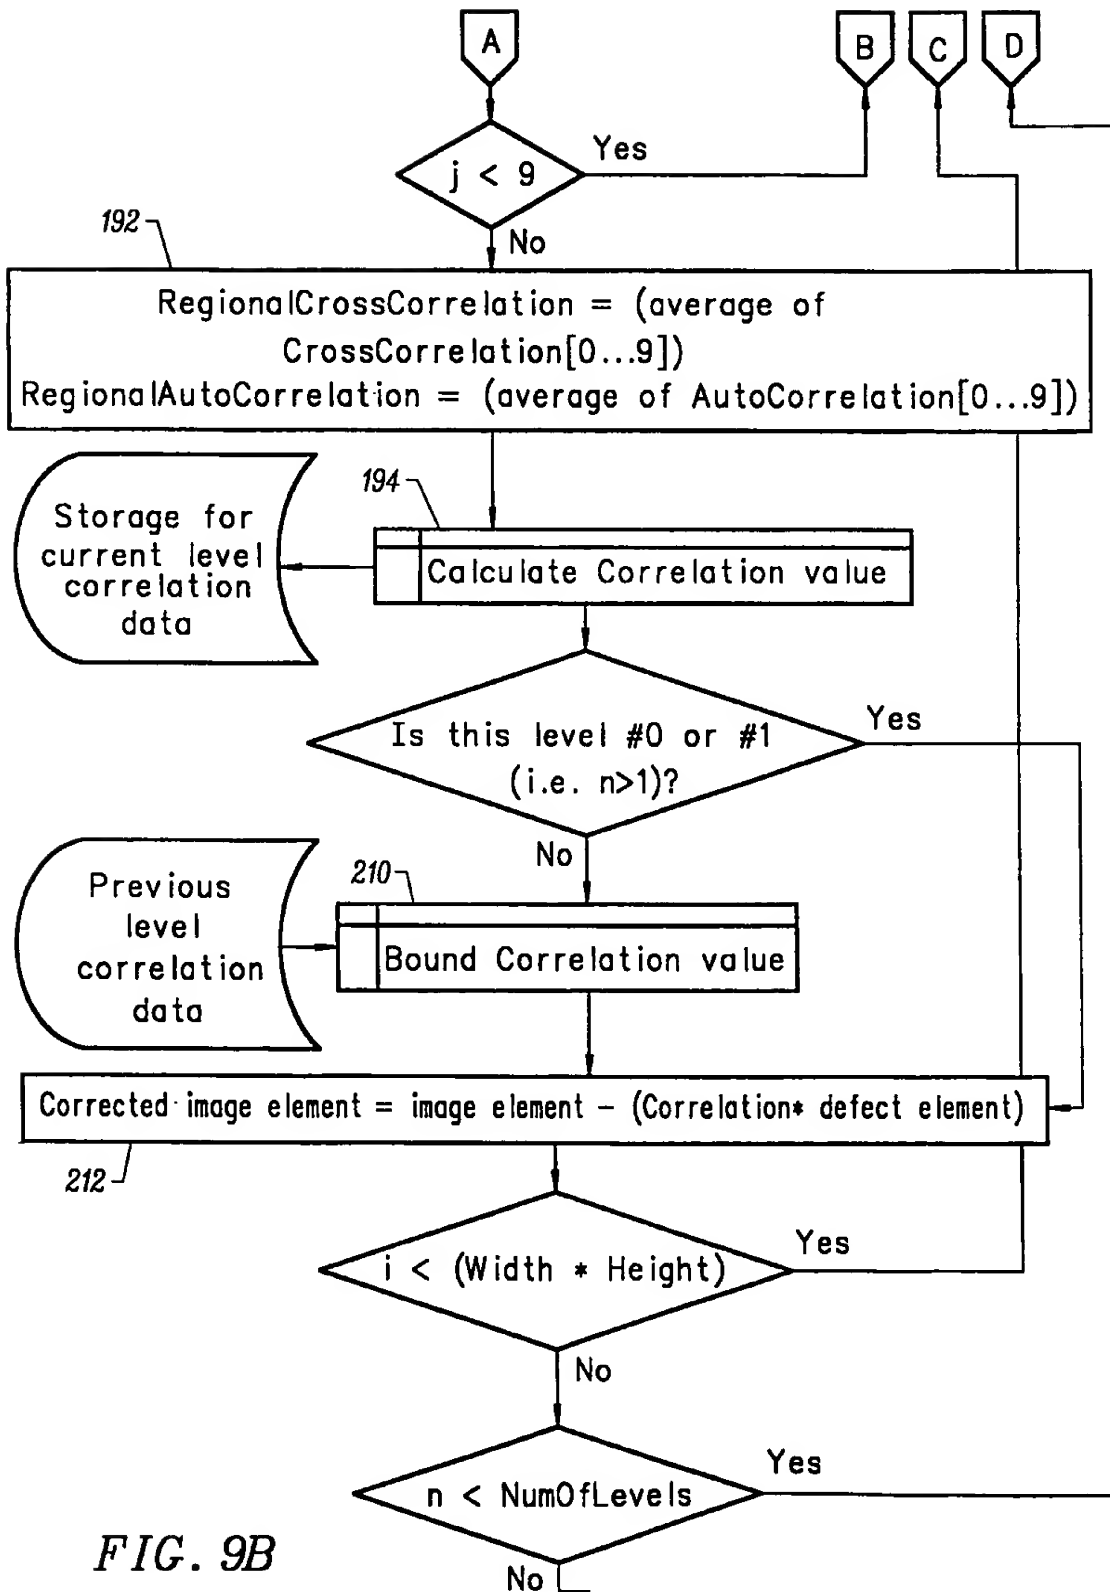 A
B
C
D
j < 9
Yes
No
192
RegionalCrossCorrelation = (average of
CrossCorrelation[0...9])
RegionalAutoCorrelation = (average of AutoCorrelation[0...9])
194
Storage for
current level
correlation
data
Calculate Correlation value
Is this level #0 or #1
(i.e. n>1)?
Yes
No
210
Previous
level
correlation
data
Bound Correlation value
Corrected image element = image element - (Correlation* defect element)
212
i < (Width * Height)
Yes
No
n < NumOfLevels
Yes
No
FIG. 9B